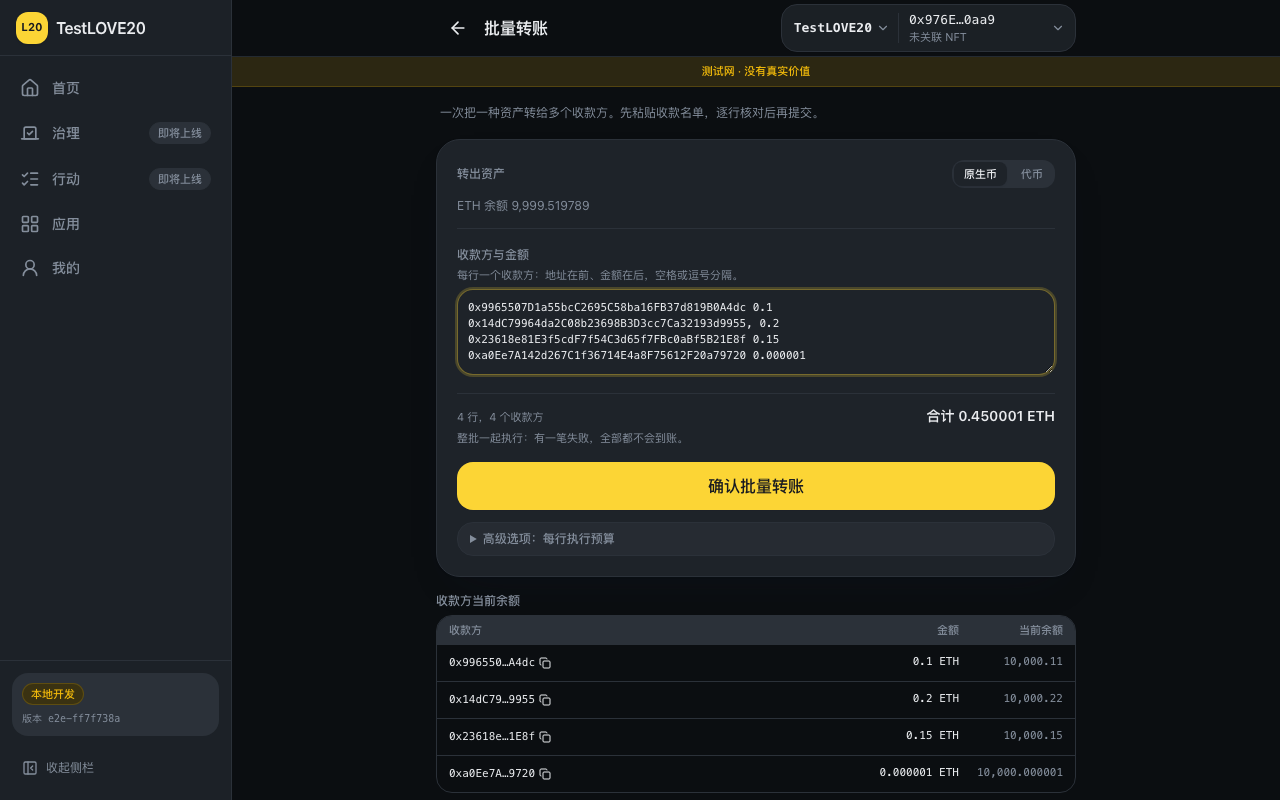 L20 TestLOVE20
首页
治理 即将上线
行动 即将上线
应用
我的
本地开发
版本 e2e-ff7f738a
收起侧栏
批量转账
TestLOVE20
0x976E…0aa9
未关联 NFT
测试网 · 没有真实价值
一次把一种资产转给多个收款方。先粘贴收款名单，逐行核对后再提交。
转出资产 原生币 代币
ETH 余额 9,999.519789
收款方与金额
每行一个收款方：地址在前、金额在后，空格或逗号分隔。
0x9965507D1a55bcC2695C58ba16FB37d819B0A4dc 0.1
0x14dC79964da2C08b23698B3D3cc7Ca32193d9955, 0.2
0x23618e81E3f5cdF7f54C3d65f7FBc0aBf5B21E8f 0.15
0xa0Ee7A142d267C1f36714E4a8F75612F20a79720 0.000001
4 行，4 个收款方 合计 0.450001 ETH
整批一起执行：有一笔失败，全部都不会到账。
确认批量转账
高级选项：每行执行预算
收款方当前余额
收款方 金额 当前余额
0x996550…A4dc 0.1 ETH 10,000.11
0x14dC79…9955 0.2 ETH 10,000.22
0x23618e…1E8f 0.15 ETH 10,000.15
0xa0Ee7A…9720 0.000001 ETH 10,000.000001